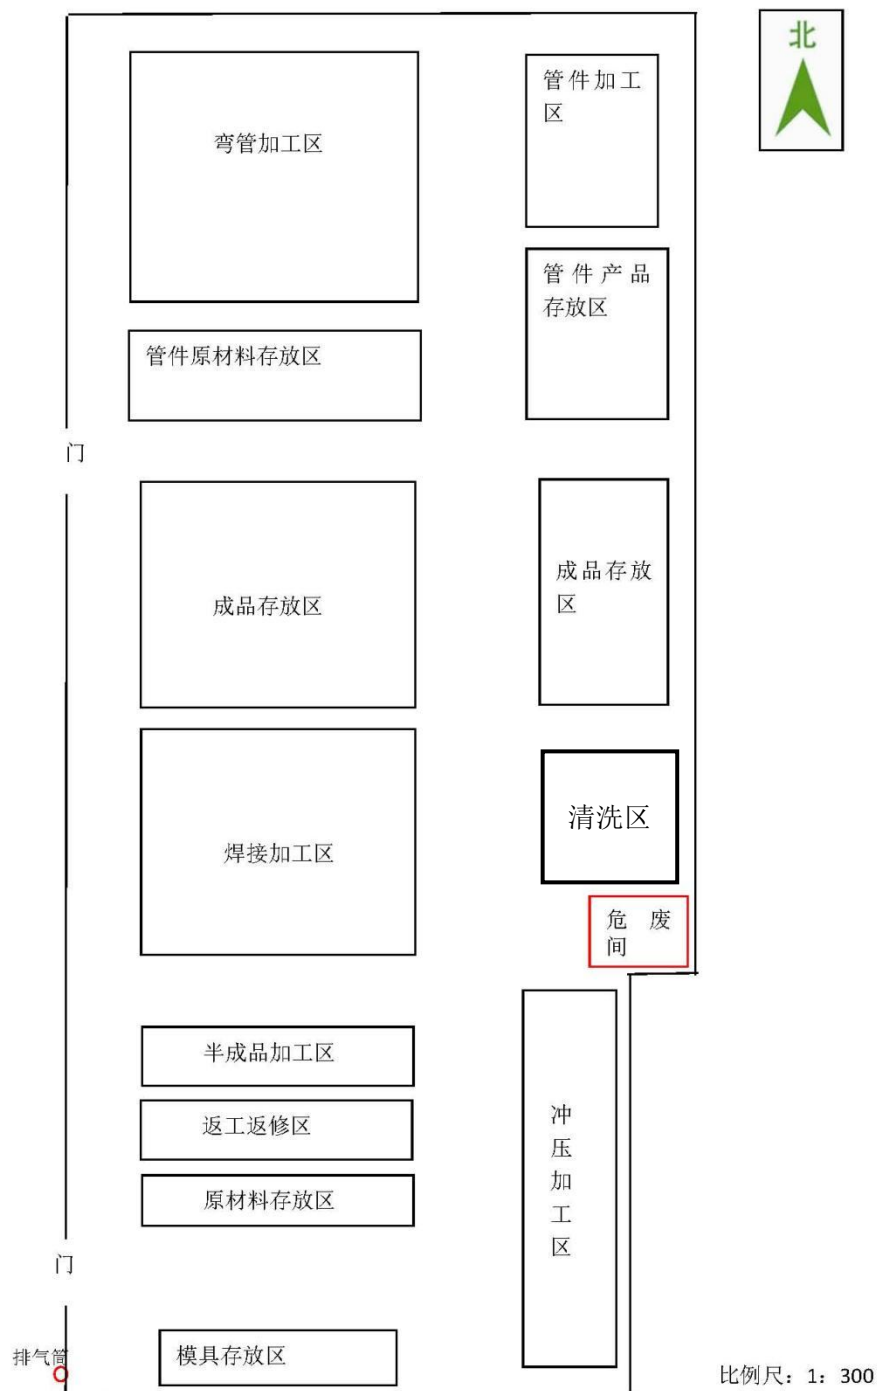 北
管件加工
区
弯管加工区
管件产品
存放区
管件原材料存放区
门
成品存放
区
成品存放区
清洗区
焊接加工区
危废
间
半成品加工区
返工返修区
原材料存放区
冲
压
加
工
区
门
排气筒
模具存放区
比例尺：1：300